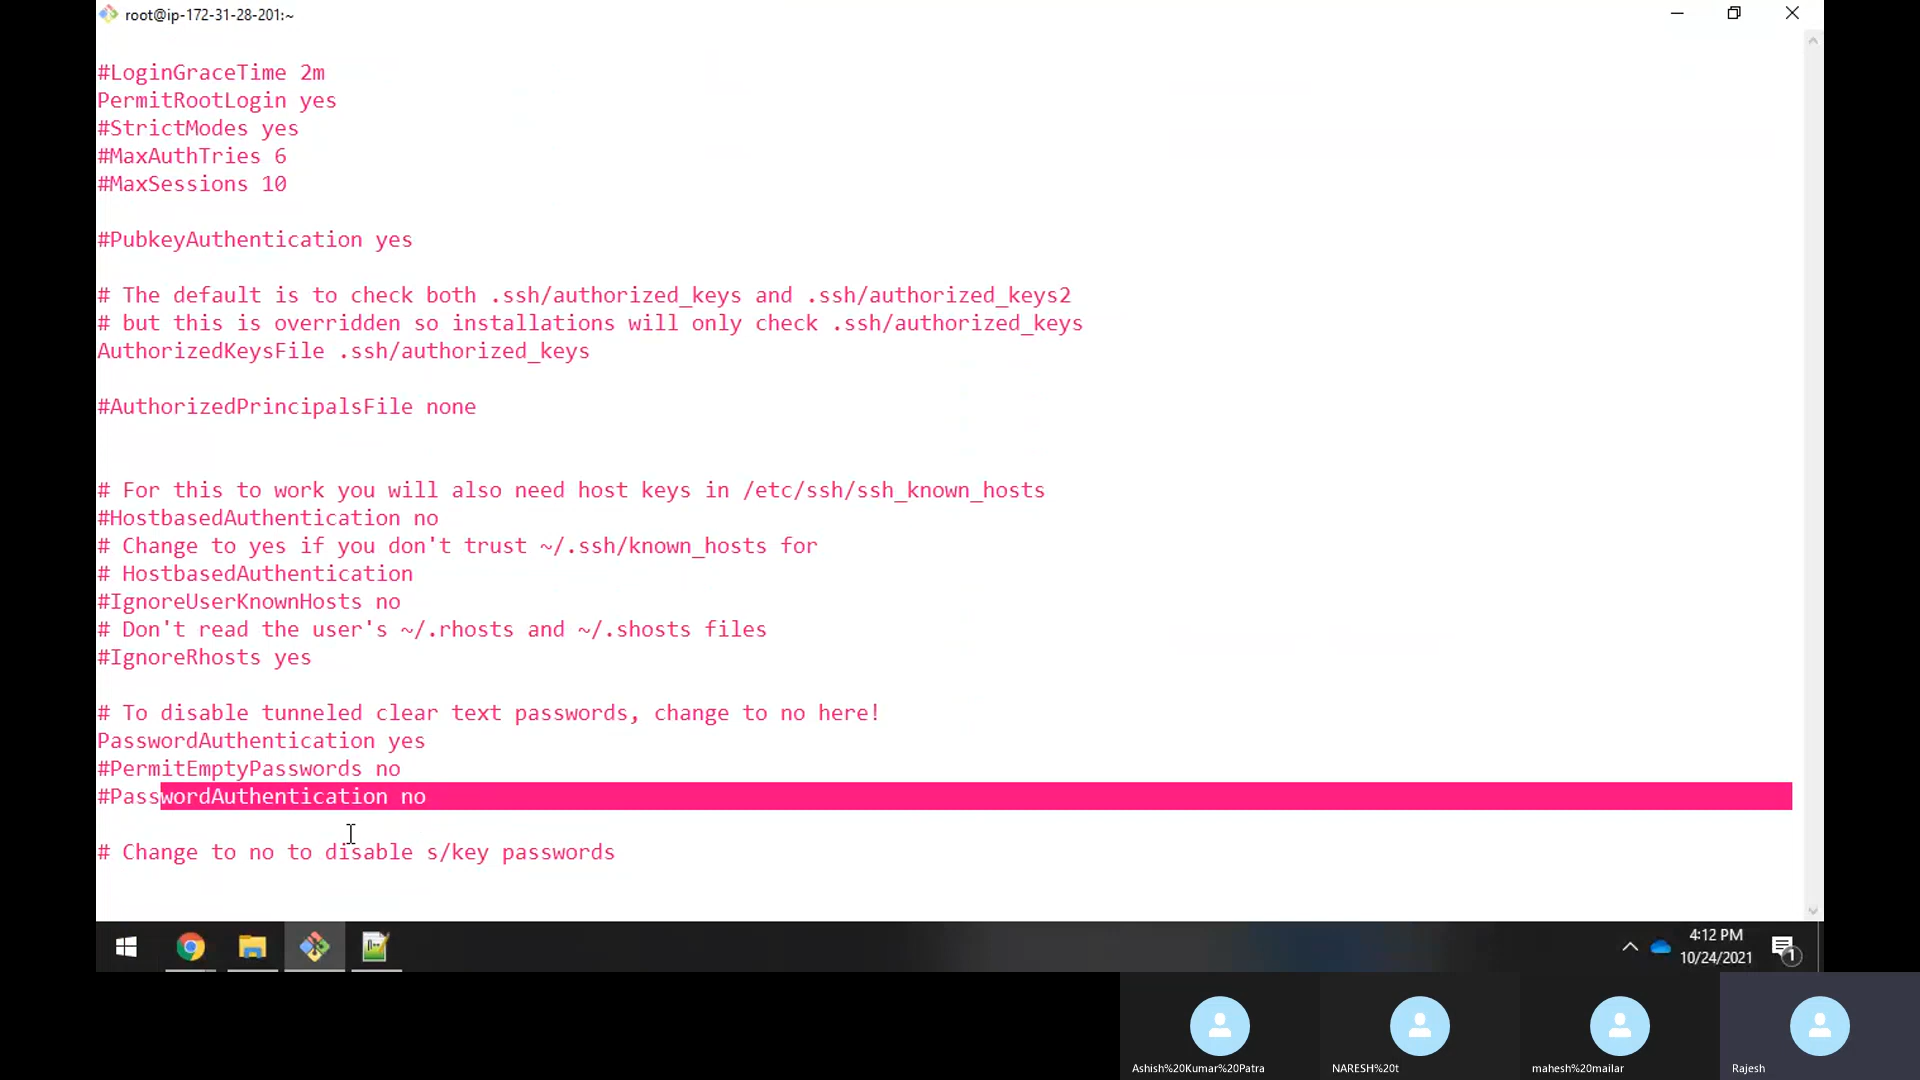 root@ip-172-31-28-201:~
#LoginGraceTime 2m
PermitRootLogin yes
#StrictModes yes
#MaxAuthTries 6
#MaxSessions 10
#PubkeyAuthentication yes
# The default is to check both .ssh/authorized_keys and .ssh/authorized_keys2
# but this is overridden so installations will only check .ssh/authorized_keys
AuthorizedKeysFile .ssh/authorized_keys
#AuthorizedPrincipalsFile none
# For this to work you will also need host keys in /etc/ssh/ssh_known_hosts
#HostbasedAuthentication no
# Change to yes if you don't trust ~/.ssh/known_hosts for
# HostbasedAuthentication
#IgnoreUserKnownHosts no
# Don't read the user's ~/.rhosts and ~/.shosts files
#IgnoreRhosts yes
# To disable tunneled clear text passwords, change to no here!
PasswordAuthentication yes
#PermitEmptyPasswords no
#PasswordAuthentication no
# Change to no to disable s/key passwords
4:12 PM
10/24/2021
1
Ashish%20Kumar%20Patra
NARESH%20t
mahesh%20mailar
Rajesh